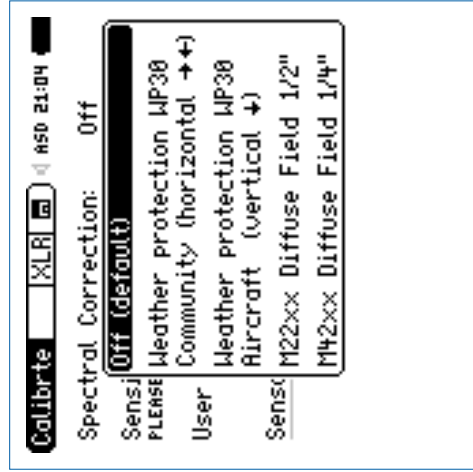 Calibrte XLR ASD 21:04
Spectral Correction: Off
Off (default)
Weather protection WP30
Community (horizontal →←)
Weather protection WP30
Aircraft (vertical ↓)
M22xx Diffuse Field 1/2"
M42xx Diffuse Field 1/4"
Sensi
PLEASE
User
Sens